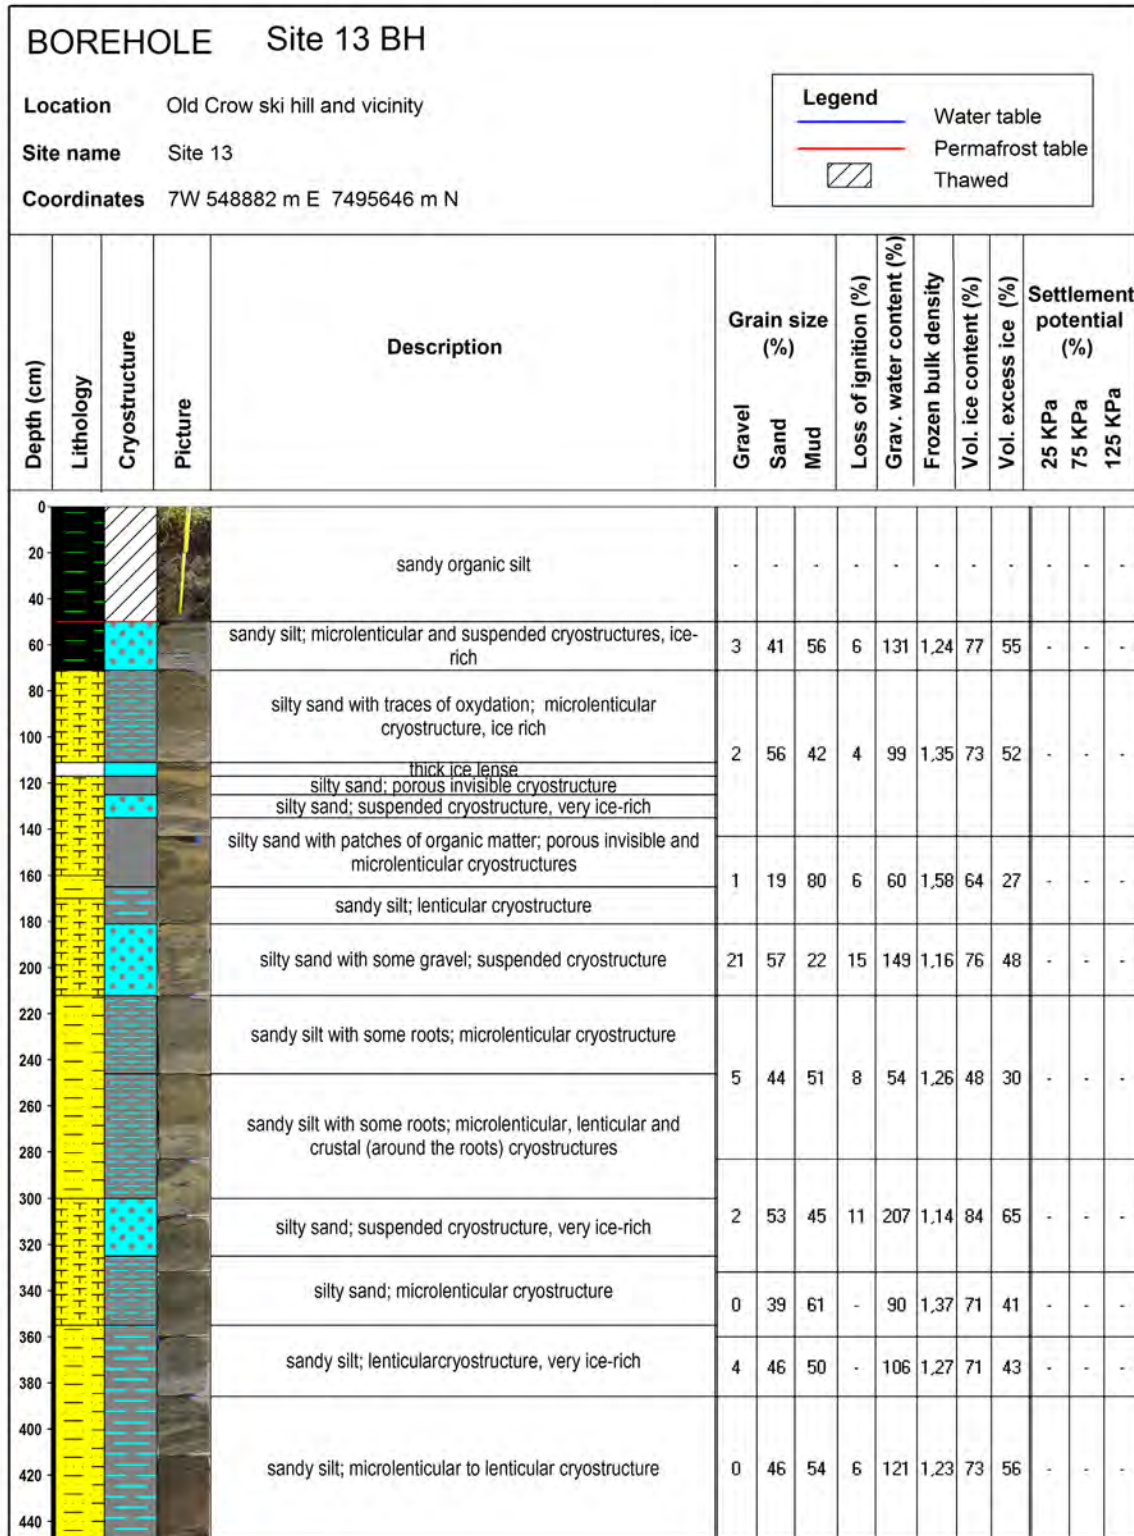 BOREHOLE Site 13 BH
Location Old Crow ski hill and vicinity
Site name Site 13
Coordinates 7W 548882 m E 7495646 m N
Legend
Water table
Permafrost table
Thawed
Depth (cm)
Lithology
Cryostructure
Picture
Description
Grain size
(%)
Gravel
Sand
Mud
Loss of ignition (%)
Grav. water content (%)
Frozen bulk density
Vol. ice content (%)
Vol. excess ice (%)
Settlement
potential
(%)
25 KPa
75 KPa
125 KPa
0
20
sandy organic silt - - - - - - - - - - -
40
60
sandy silt; microlenticular and suspended cryostructures, ice-
rich
3 41 56 6 131 1,24 77 55 - - -
80
silty sand with traces of oxydation; microlenticular
cryostructure, ice rich
100
2 56 42 4 99 1,35 73 52 - - -
thick ice lense
120
silty sand; porous invisible cryostructure
silty sand; suspended cryostructure, very ice-rich
140
silty sand with patches of organic matter; porous invisible and
microlenticular cryostructures
160
1 19 80 6 60 1,58 64 27 - - -
sandy silt; lenticular cryostructure
180
silty sand with some gravel; suspended cryostructure 21 57 22 15 149 1,16 76 48 - - -
200
220
sandy silt with some roots; microlenticular cryostructure
240
5 44 51 8 54 1,26 48 30 - - -
260
sandy silt with some roots; microlenticular, lenticular and
crustal (around the roots) cryostructures
280
300
silty sand; suspended cryostructure, very ice-rich 2 53 45 11 207 1,14 84 65 - - -
320
silty sand; microlenticular cryostructure
340
0 39 61 - 90 1,37 71 41 - - -
360
sandy silt; lenticularcryostructure, very ice-rich 4 46 50 - 106 1,27 71 43 - - -
380
400
sandy silt; microlenticular to lenticular cryostructure 0 46 54 6 121 1,23 73 56 - - -
420
440